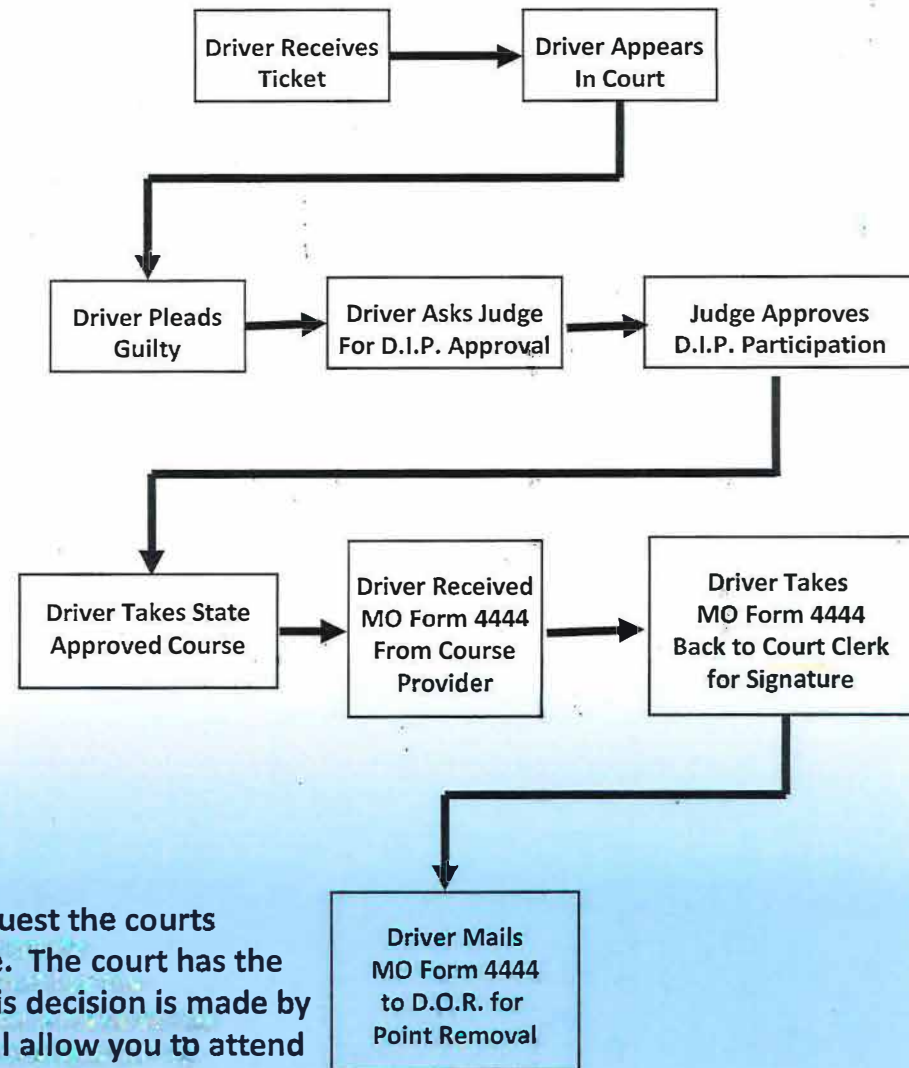 Driver Receives
Ticket
Driver Appears
In Court
Driver Pleads
Guilty
Driver Asks Judge
For D.I.P. Approval
Judge Approves
D.I.P. Participation
Driver Takes State
Approved Course
Driver Received
MO Form 4444
From Course
Provider
Driver Takes
MO Form 4444
Back to Court Clerk
for Signature
Driver Mails
MO Form 4444
to D.O.R. for
Point Removal
the courts
The court has the
decision is made by
allow you to attend